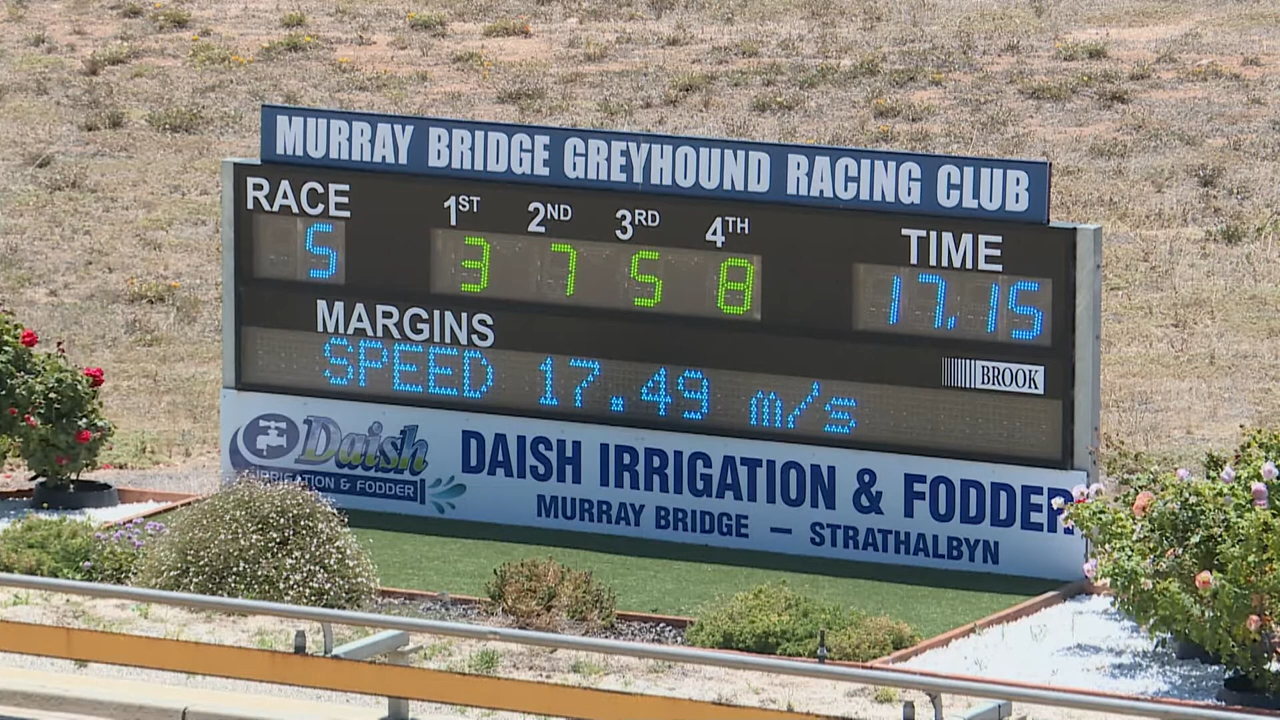 MURRAY BRIDGE GREYHOUND RACING CLUB
RACE 1ST 2ND 3RD 4TH TIME
5 3 7 5 8 17.15
MARGINS
SPEED 17.49 m/s
BROOK
Daish
IRRIGATION & FODDER
DAISH IRRIGATION & FODDER
MURRAY BRIDGE – STRATHALBYN